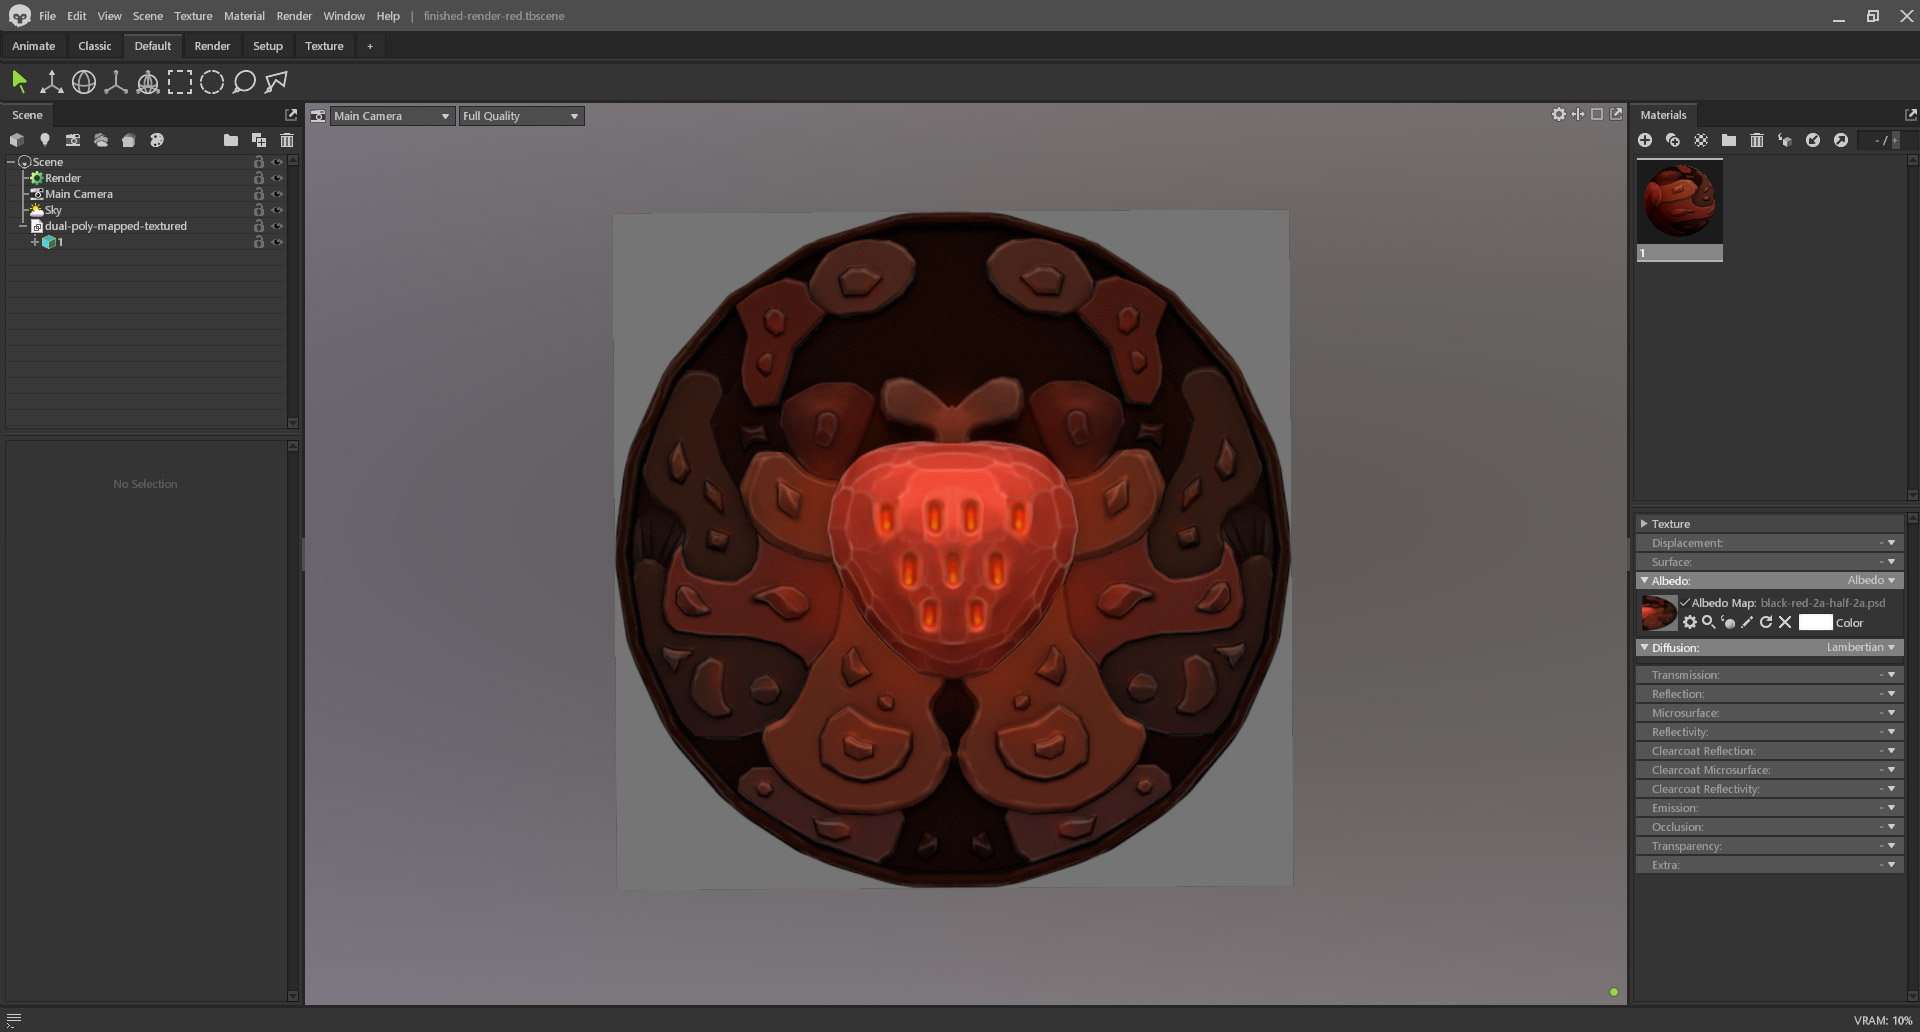 File Edit View Scene Texture Material Render Window Help | finished-render-red.tbscene
Animate Classic Default Render Setup Texture +
Scene
Scene
Render
Main Camera
Sky
dual-poly-mapped-textured
1
No Selection
Main Camera Full Quality
Materials
- / +
1
Texture
Displacement: -
Surface: -
Albedo: Albedo
Albedo Map: black-red-2a-half-2a.psd
Color
Diffusion: Lambertian
Transmission: -
Reflection: -
Microsurface: -
Reflectivity: -
Clearcoat Reflection: -
Clearcoat Microsurface: -
Clearcoat Reflectivity: -
Emission: -
Occlusion: -
Transparency: -
Extra: -
VRAM: 10%